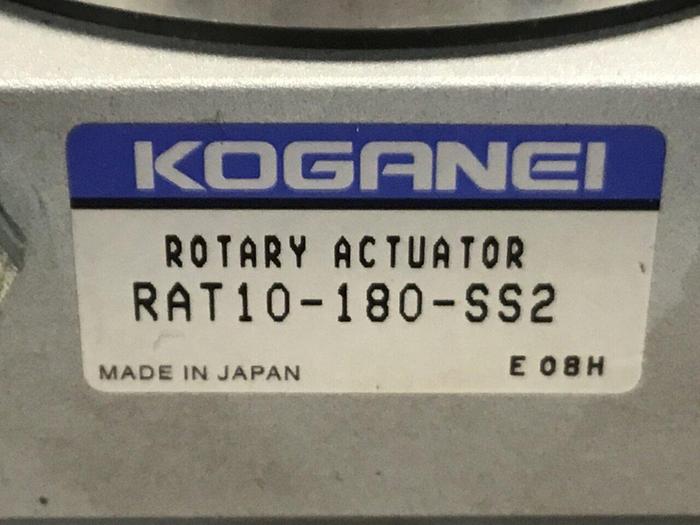 KOGANEI
ROTARY ACTUATOR
RAT10-180-SS2
MADE IN JAPAN E 08H